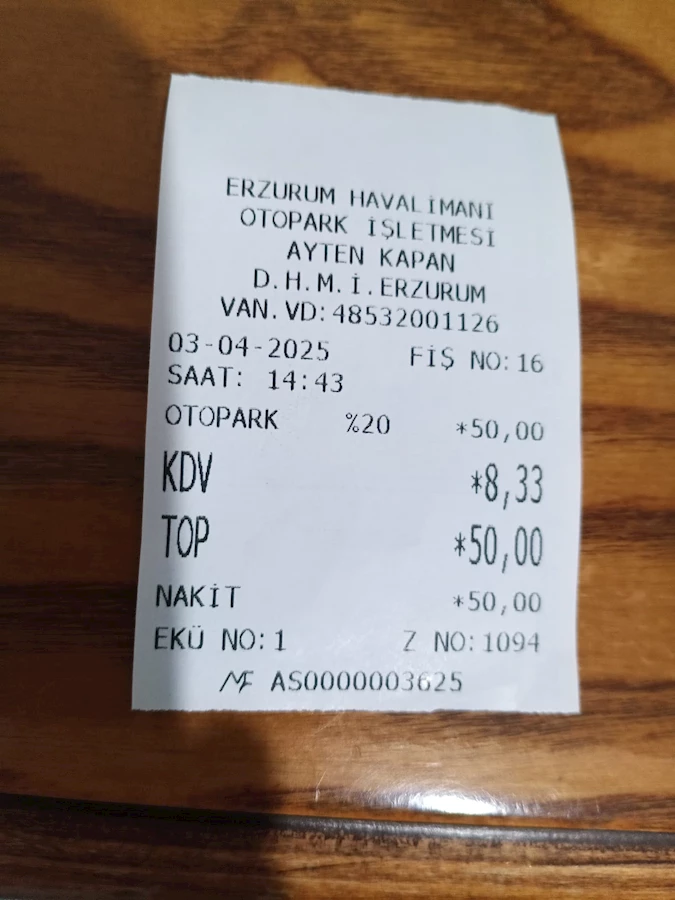 ERZURUM HAVALİMANI
OTOPARK İŞLETMESİ
AYTEN KAPAN
D.H.M.İ.ERZURUM
VAN.VD:48532001126
03-04-2025 FİŞ NO:16
SAAT: 14:43
OTOPARK %20 *50,00
KDV *8,33
TOP *50,00
NAKİT *50,00
EKÜ NO:1 Z NO:1094
MF AS0000003625